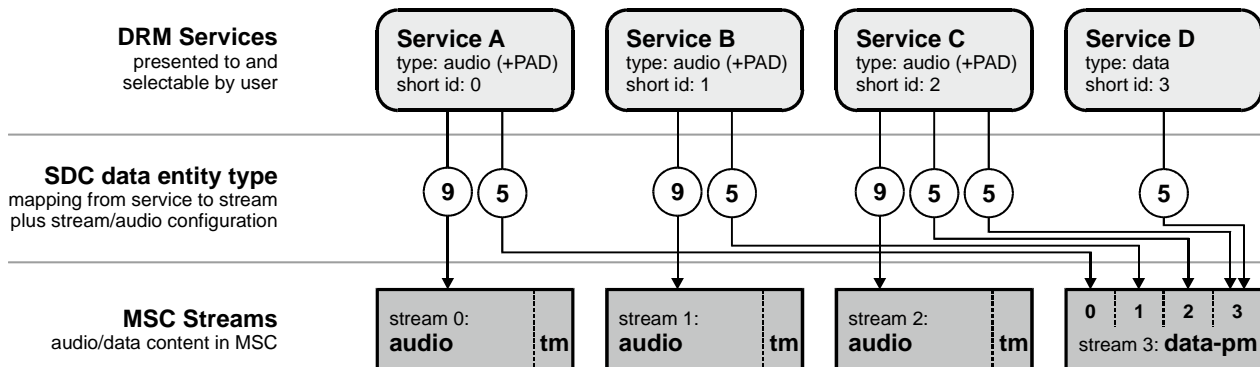 DRM Services
presented to and
selectable by user
Service A
type: audio (+PAD)
short id: 0
Service B
type: audio (+PAD)
short id: 1
Service C
type: audio (+PAD)
short id: 2
Service D
type: data
short id: 3
SDC data entity type
mapping from service to stream
plus stream/audio configuration
9 5 9 5 9 5 5 5
MSC Streams
audio/data content in MSC
stream 0:
audio tm
stream 1:
audio tm
stream 2:
audio tm
0 1 2 3
stream 3: data-pm